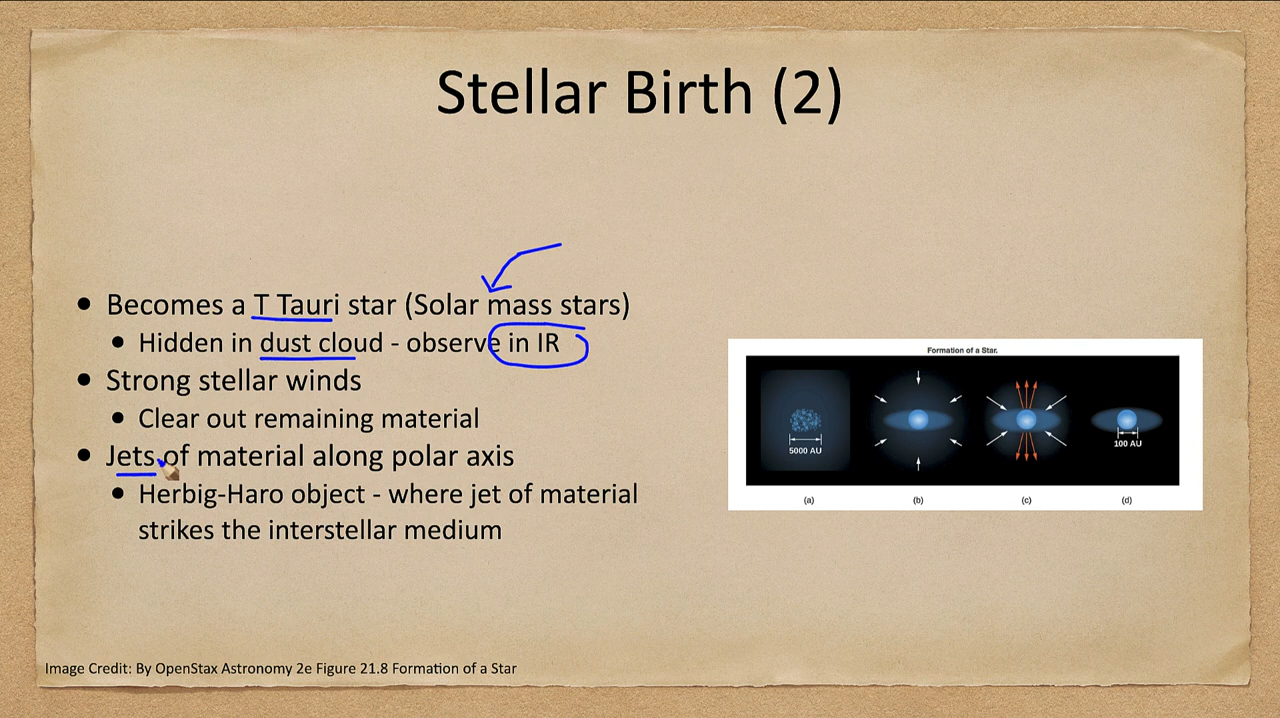 Stellar Birth (2)
• Becomes a T Tauri star (Solar mass stars)
• Hidden in dust cloud - observe in IR
• Strong stellar winds
• Clear out remaining material
• Jets of material along polar axis
• Herbig-Haro object - where jet of material
strikes the interstellar medium
Formation of a Star.
5000 AU
100 AU
(a) (b) (c) (d)
Image Credit: By OpenStax Astronomy 2e Figure 21.8 Formation of a Star